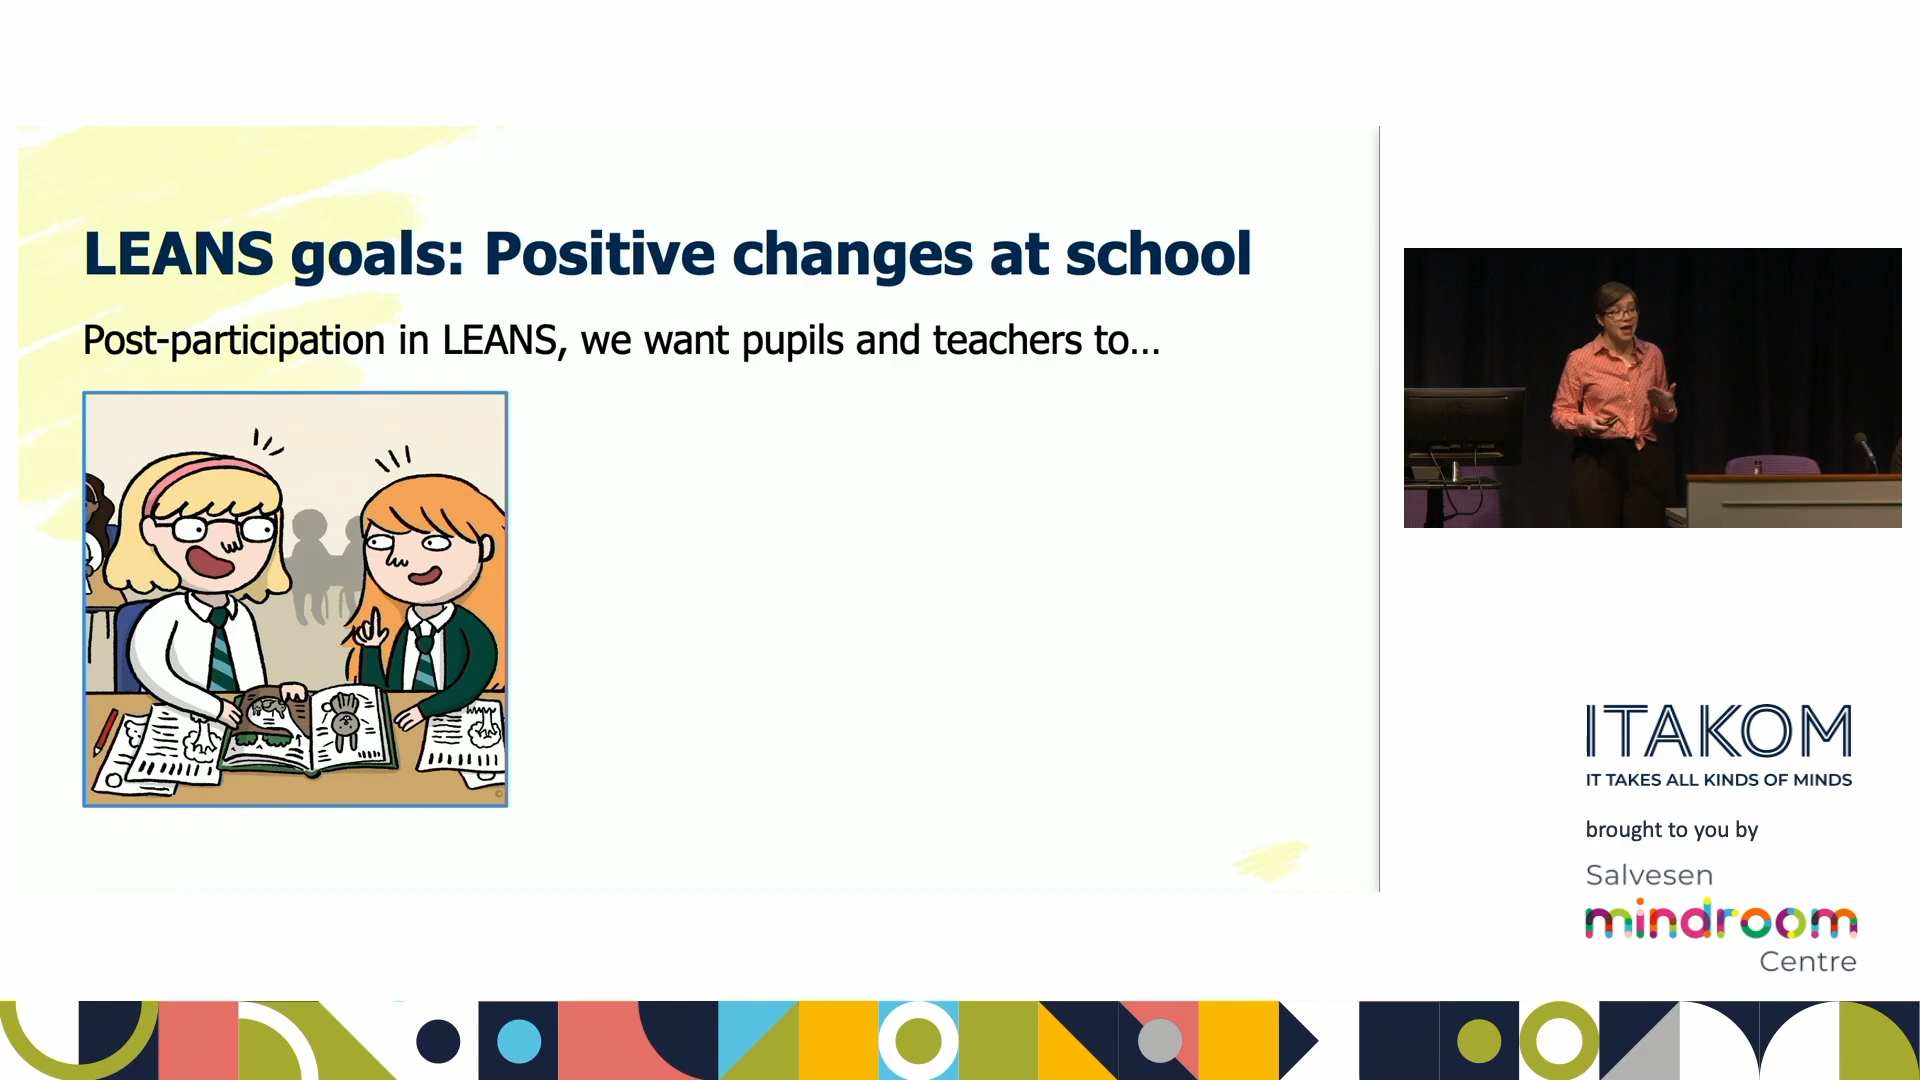 LEANS goals: Positive changes at school
Post-participation in LEANS, we want pupils and teachers to...
ITAKOM
IT TAKES ALL KINDS OF MINDS
brought to you by
Salvesen
mindroom
Centre